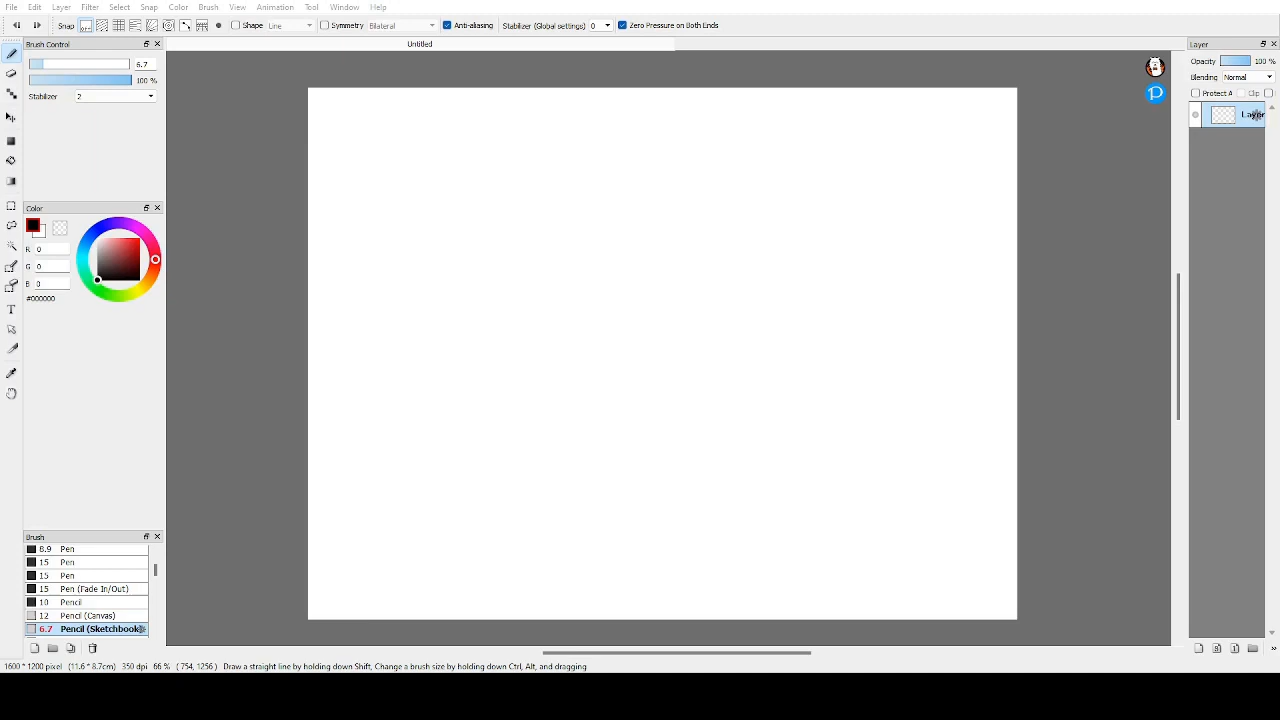 File Edit Layer Filter Select Snap Color Brush View Animation Tool Window Help
Snap Shape Line Symmetry Bilateral Anti-aliasing Stabilizer (Global settings) 0 Zero Pressure on Both Ends
Brush Control
Untitled
Layer
6.7
Opacity 100 %
100 %
Blending Normal
Stabilizer 2
Protect A Clip
Layer
Color
R 0
G 0
B 0
#000000
T
Brush
8.9 Pen
15 Pen
15 Pen
15 Pen (Fade In/Out)
10 Pencil
12 Pencil (Canvas)
6.7 Pencil (Sketchbook)
1600 * 1200 pixel (11.6 * 8.7cm) 350 dpi 66 % ( 754, 1256 ) Draw a straight line by holding down Shift, Change a brush size by holding down Ctrl, Alt, and dragging